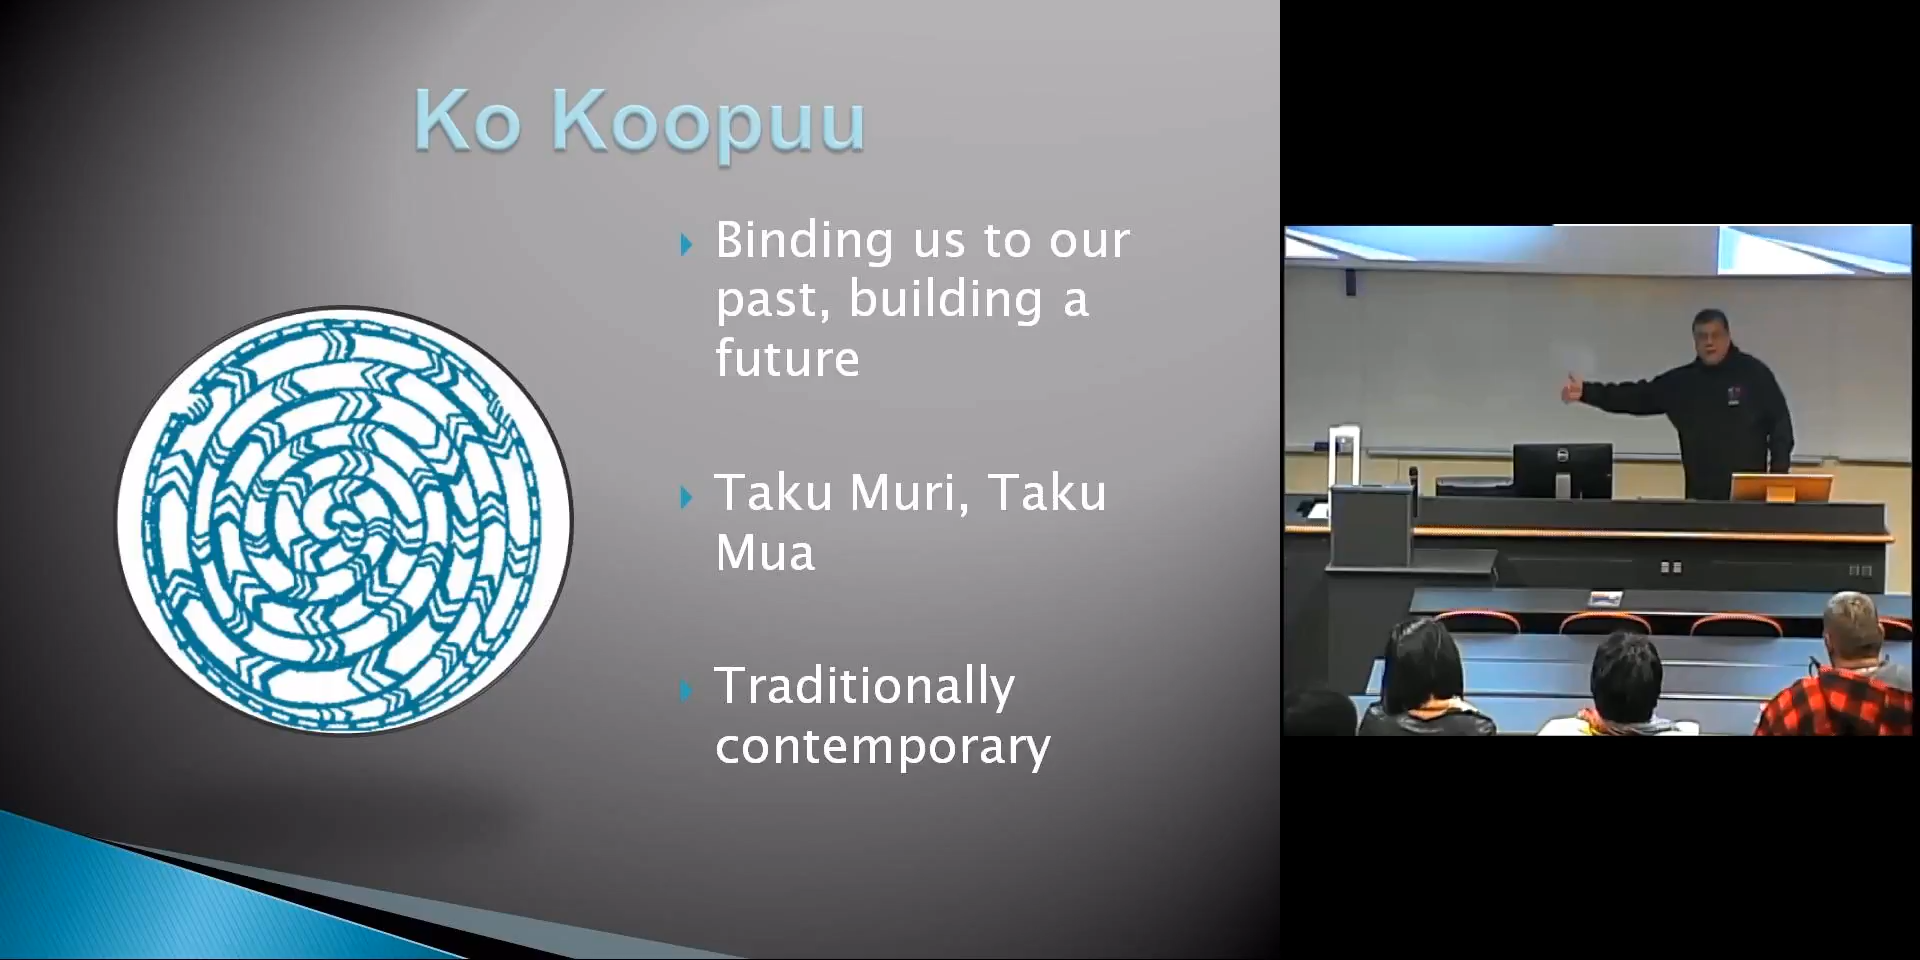 Ko Koopuu
Binding us to our
past, building a
future
Taku Muri, Taku
Mua
Traditionally
contemporary